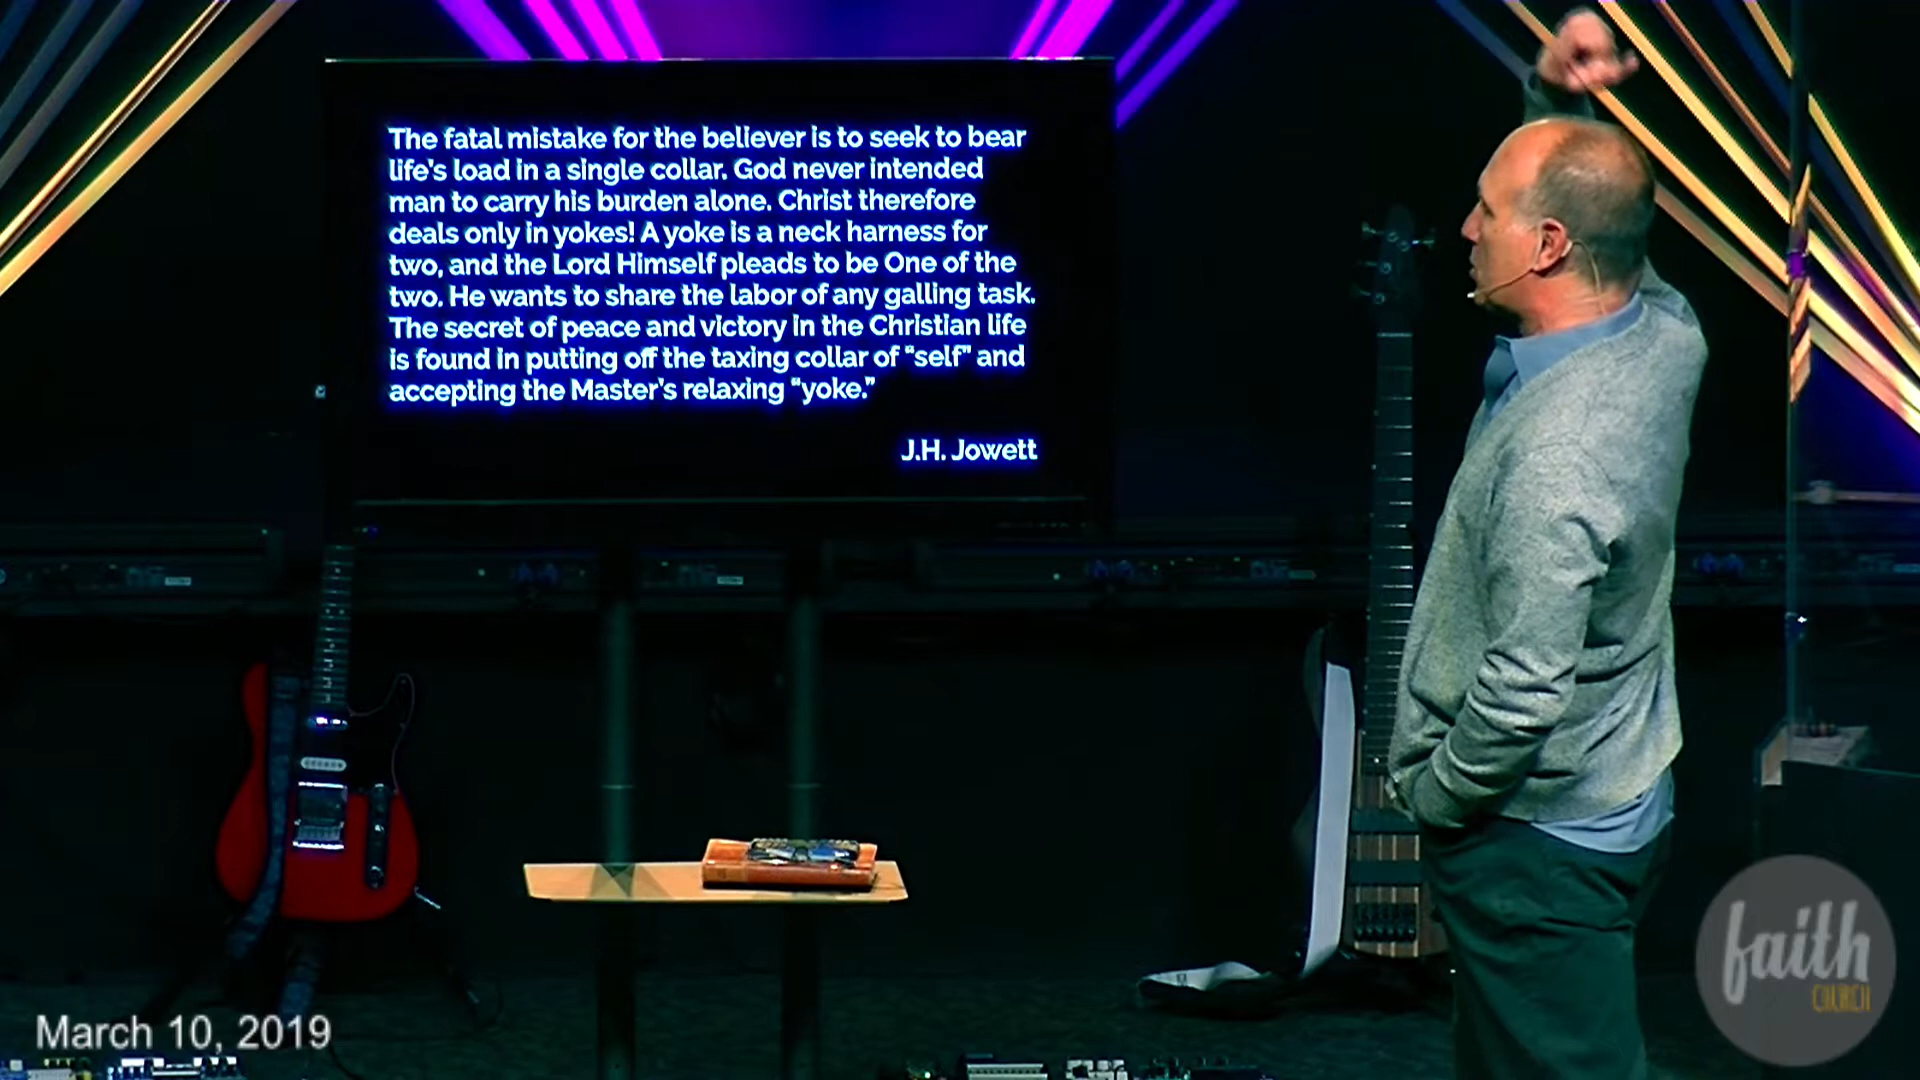 The fatal mistake for the believer is to seek to bear
life's load in a single collar. God never intended
man to carry his burden alone. Christ therefore
deals only in yokes! A yoke is a neck harness for
two, and the Lord Himself pleads to be One of the
two. He wants to share the labor of any galling task.
The secret of peace and victory in the Christian life
is found in putting off the taxing collar of "self" and
accepting the Master's relaxing "yoke."
J.H. Jowett
faith
CHURCH
March 10, 2019